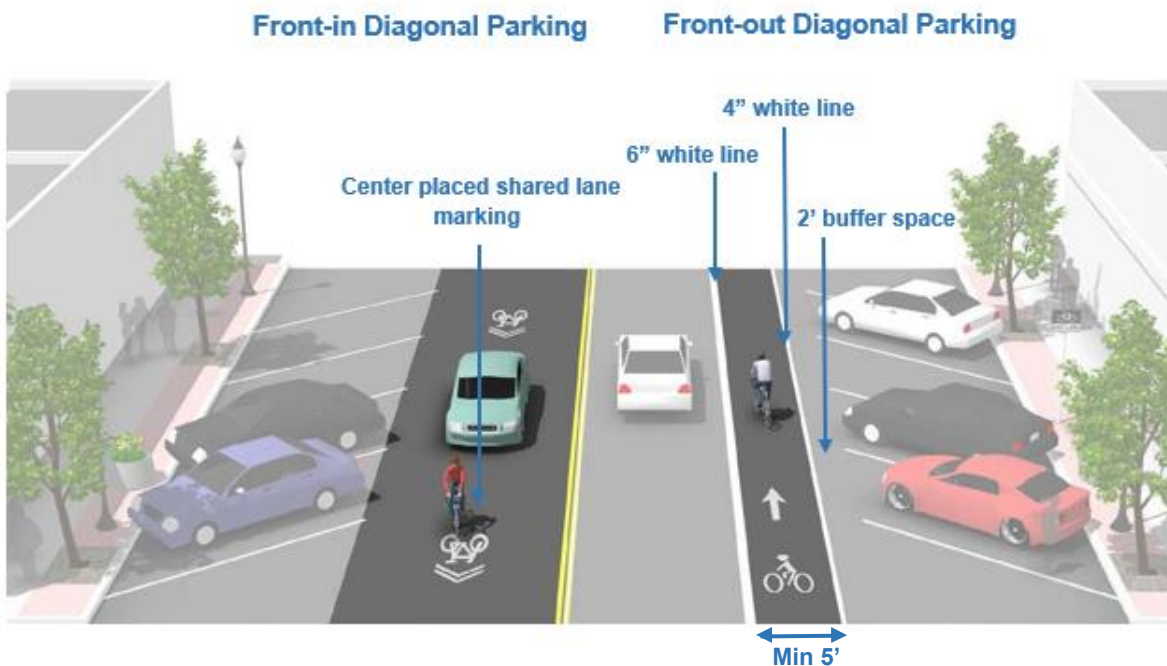 Front-in Diagonal Parking
Front-out Diagonal Parking
4” white line
6” white line
Center placed shared lane
marking
2’ buffer space
Min 5’